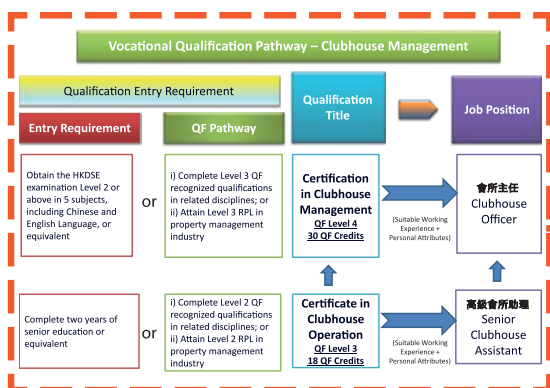 Vocational Qualification Pathway – Clubhouse Management
Qualification Entry Requirement
Qualification
Title
Job Position
Entry Requirement
QF Pathway
Obtain the HKDSE
examination Level 2 or
above in 5 subjects,
including Chinese and
English Language, or
equivalent
or
i) Complete Level 3 QF
recognized qualifications
in related disciplines; or
ii) Attain Level 3 RPL in
property management
industry
Certification
in Clubhouse
Management
QF Level 4
30 QF Credits
(Suitable Working
Experience +
Personal Attributes)
會所主任
Clubhouse
Officer
Complete two years of
senior education or
equivalent
or
i) Complete Level 2 QF
recognized qualifications
in related disciplines; or
ii) Attain Level 2 RPL in
property management
industry
Certificate in
Clubhouse
Operation
QF Level 3
18 QF Credits
(Suitable Working
Experience +
Personal Attributes)
高級會所助理
Senior
Clubhouse
Assistant